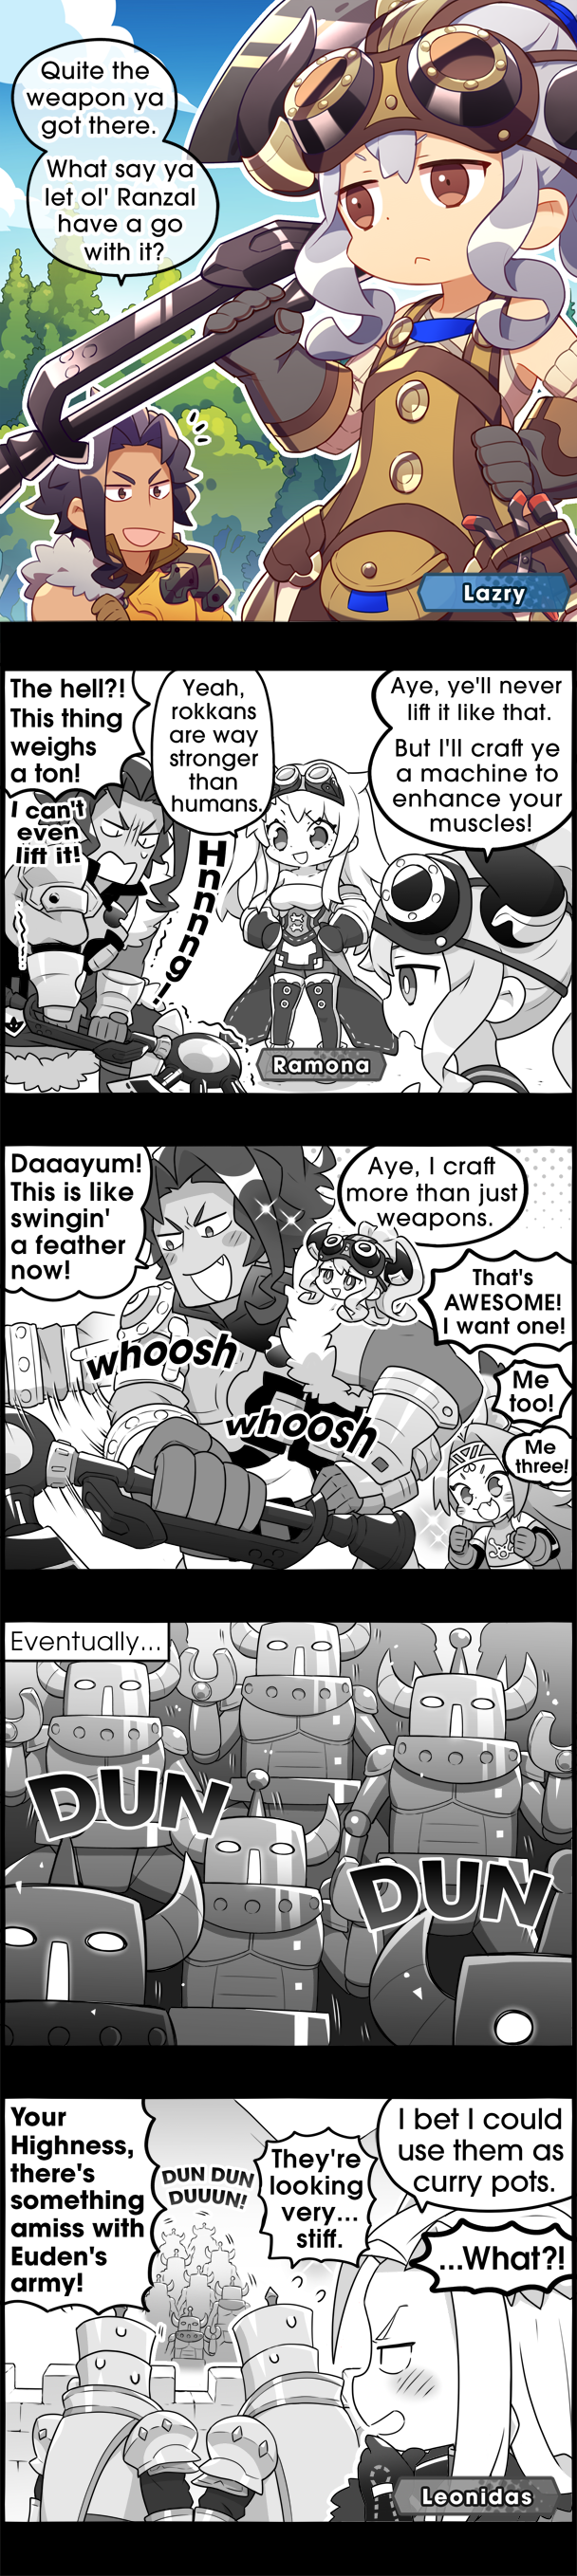 Quite the
weapon ya
got there.
What say ya
let ol' Ranzal
have a go
with it?
Lazry
The hell?!
This thing
weighs
a ton!
I can't
even
lift it!
Hnnnng!
Yeah,
rokkans
are way
stronger
than
humans.
Ramona
Aye, ye'll never
lift it like that.
But I'll craft ye
a machine to
enhance your
muscles!
Daaayum!
This is like
swingin'
a feather
now!
whoosh
whoosh
Aye, I craft
more than just
weapons.
That's
AWESOME!
I want one!
Me
too!
Me
three!
Eventually...
DUN
DUN
Your
Highness,
there's
something
amiss with
Euden's
army!
DUN DUN
DUUUN!
They're
looking
very...
stiff.
I bet I could
use them as
curry pots.
...What?!
Leonidas